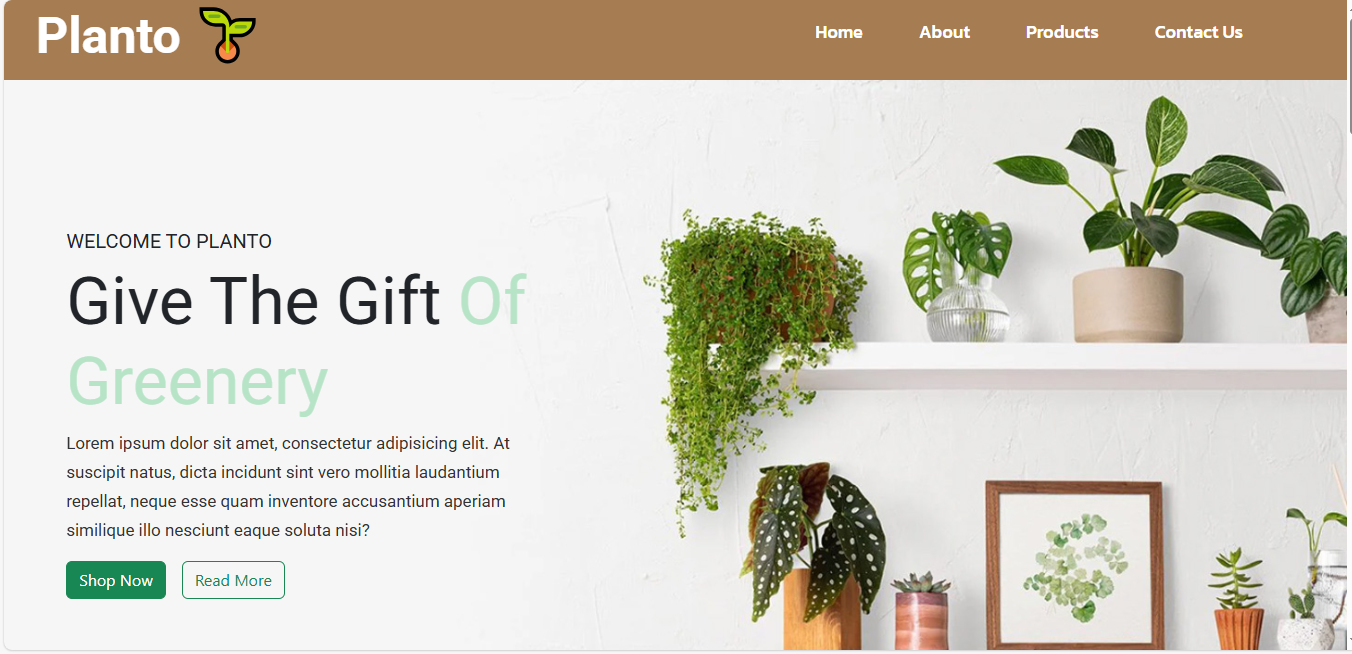 Planto
Home About Products Contact Us
WELCOME TO PLANTO
Give The Gift Of
Greenery
Lorem ipsum dolor sit amet, consectetur adipisicing elit. At
suscipit natus, dicta incidunt sint vero mollitia laudantium
repellat, neque esse quam inventore accusantium aperiam
similique illo nesciunt eaque soluta nisi?
Shop Now Read More